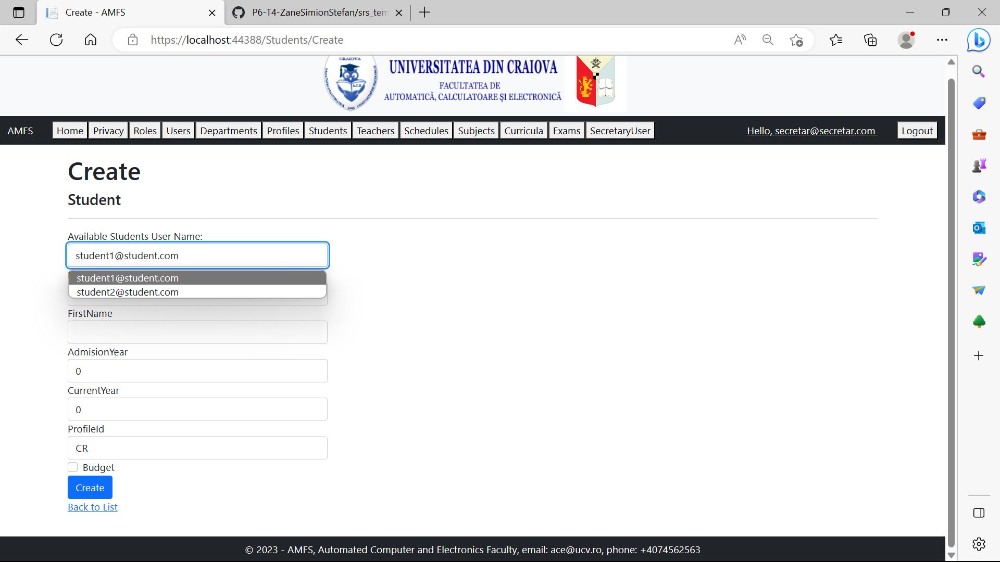 Create - AMFS
P6-T4-ZaneSimionStefan/srs_tem
https://localhost:44388/Students/Create
CRAIOVA
UNIVERSITATEA DIN CRAIOVA
FACULTATEA DE
AUTOMATICĂ, CALCULATOARE ŞI ELECTRONICĂ
A.C.E
AMFS
Home
Privacy
Roles
Users
Departments
Profiles
Students
Teachers
Schedules
Subjects
Curricula
Exams
SecretaryUser
Hello, secretar@secretar.com
Logout
Create
Student
Available Students User Name:
student1@student.com
student1@student.com
student2@student.com
FirstName
AdmisionYear
0
CurrentYear
0
ProfileId
CR
Budget
Create
Back to List
© 2023 - AMFS, Automated Computer and Electronics Faculty, email: ace@ucv.ro, phone: +4074562563